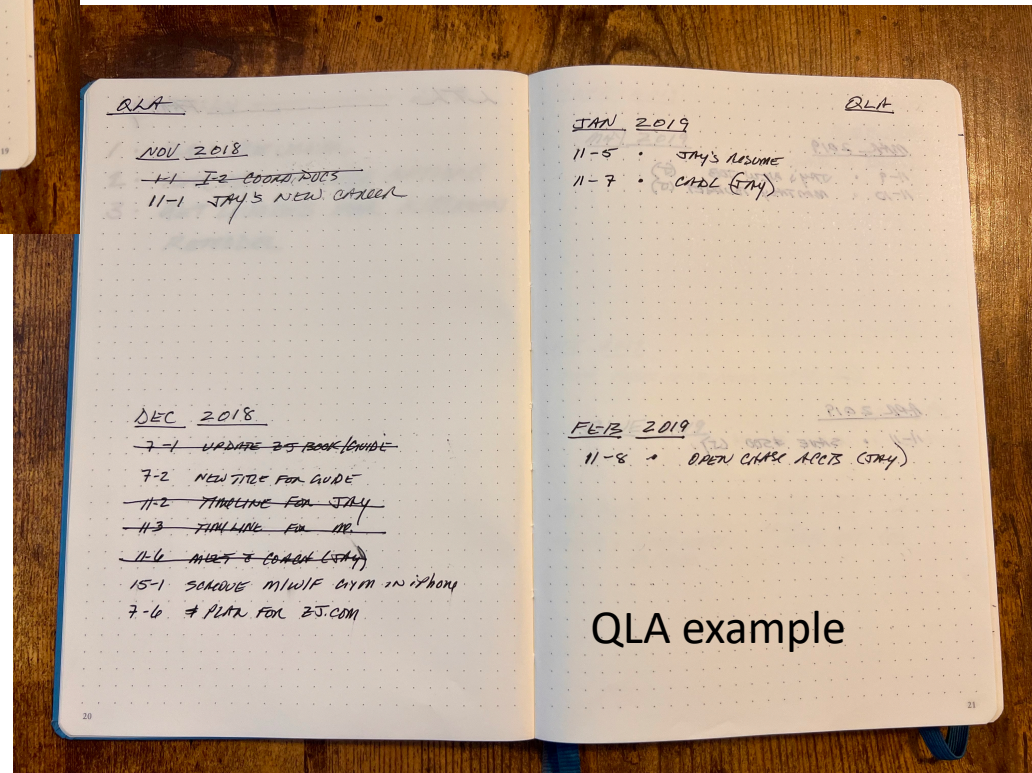 QLA
NOV 2018
1-1 I-2 COORD DOCS
11-1 JAY'S NEW CAREER
DEC 2018
7-1 UPDATE ZJ BOOK/GUIDE
7-2 NEW TITLE FOR GUIDE
11-2 TIMELINE FOR JAY
11-3 TIMELINE FOR
11-6 MEET COACH (JAY)
15-1 M/W/F GYM IN iPhone
7-6 PLAN FOR ZJ.COM
20
QLA
JAN 2019
11-5 • JAY'S RESUME
11-7 • CADL (JAY)
FEB 2019
11-8 • OPEN CHASE ACCTS (JAY)
QLA example
21
19